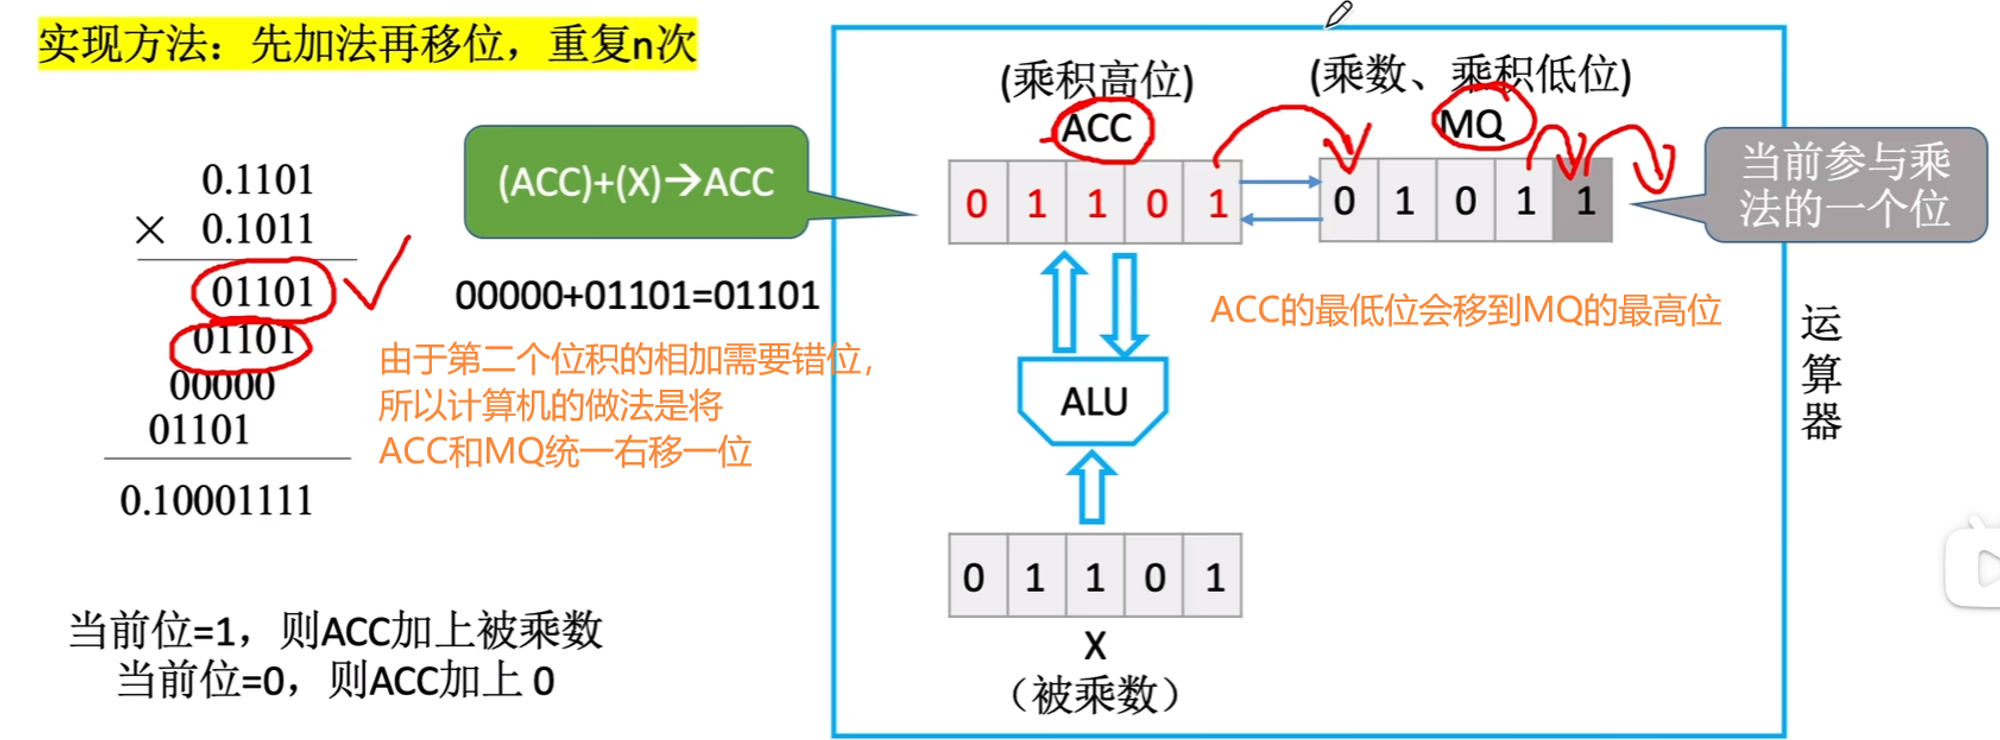 实现方法：先加法再移位，重复n次
0.1101
× 0.1011
01101
01101
00000
01101
0.10001111
当前位=1，则ACC加上被乘数
当前位=0，则ACC加上 0
(ACC)+(X)→ACC
00000+01101=01101
由于第二个位积的相加需要错位，
所以计算机的做法是将
ACC和MQ统一右移一位
(乘积高位)
ACC
0 1 1 0 1
(乘数、乘积低位)
MQ
0 1 0 1 1
当前参与乘
法的一个位
ACC的最低位会移到MQ的最高位
ALU
0 1 1 0 1
X
（被乘数）
运
算
器